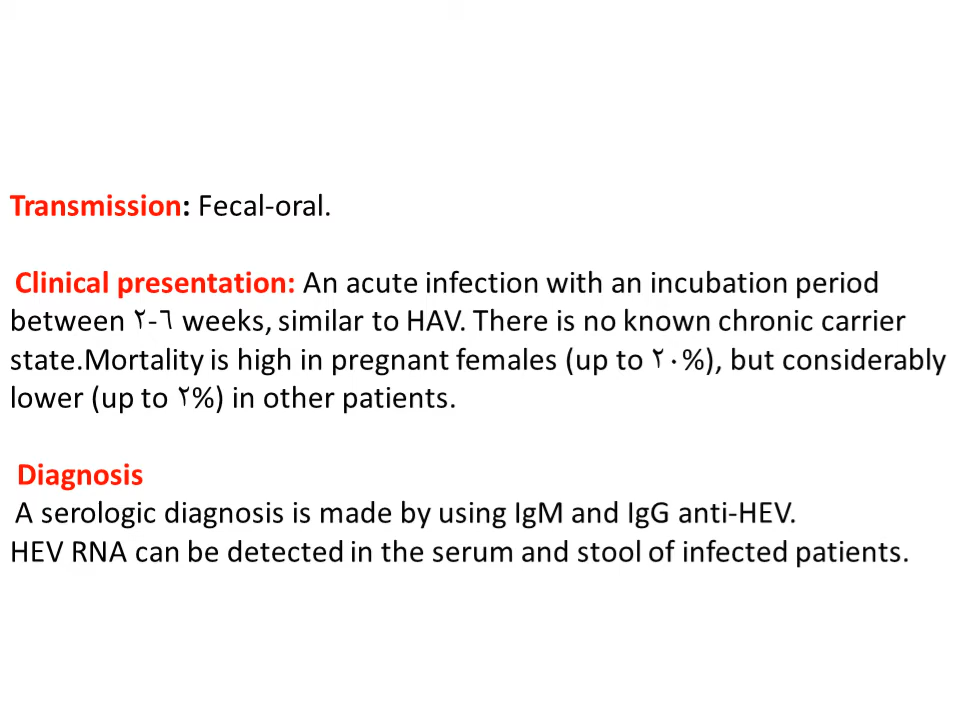 Transmission: Fecal-oral.
Clinical presentation: An acute infection with an incubation period
between ٢-٦ weeks, similar to HAV. There is no known chronic carrier
state.Mortality is high in pregnant females (up to ٢٠%), but considerably
lower (up to ٢%) in other patients.
Diagnosis
A serologic diagnosis is made by using IgM and IgG anti-HEV.
HEV RNA can be detected in the serum and stool of infected patients.